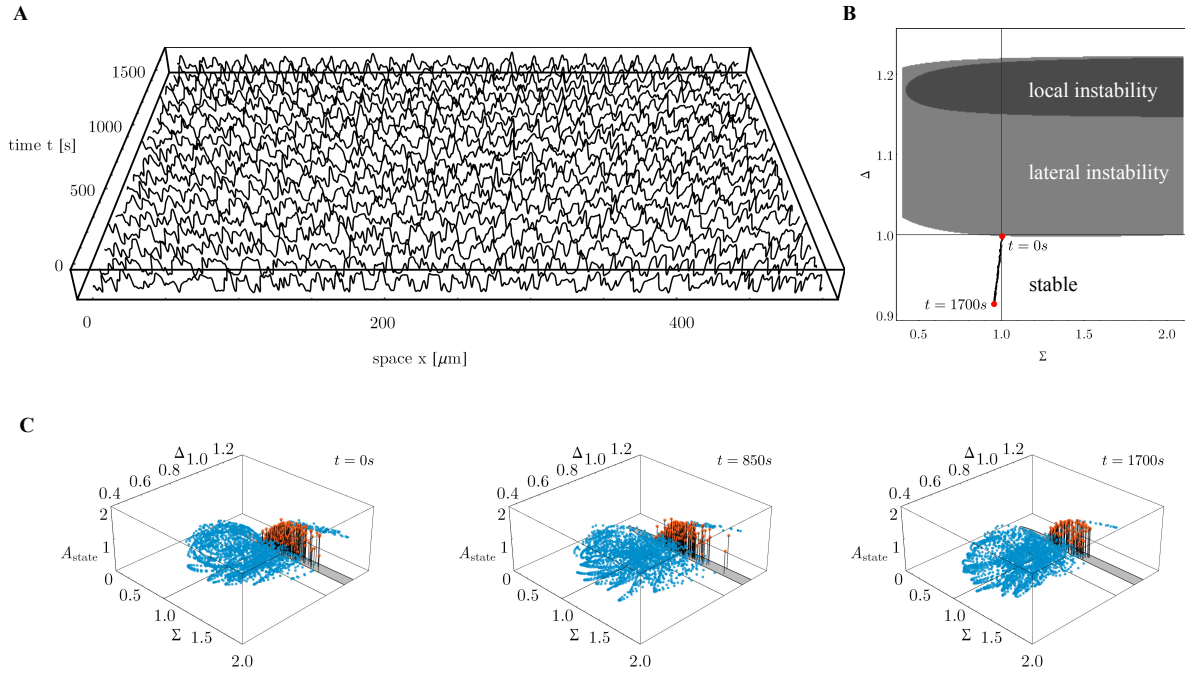 A
1500
1000
time t [s]
500
0
0
200
400
space x [μm]
B
1.2
local instability
1.1
Δ
lateral instability
1.0
t = 0s
stable
t = 1700s
0.9
0.5
1.0
1.5
2.0
Σ
C
t = 0s
Δ
0.4
0.6
0.8
1.0
1.2
2
A_state
1
0
0.5
1.0
Σ
1.5
2.0
t = 850s
Δ
0.4
0.6
0.8
1.0
1.2
2
A_state
1
0
0.5
1.0
Σ
1.5
2.0
t = 1700s
Δ
0.4
0.6
0.8
1.0
1.2
2
A_state
1
0
0.5
1.0
Σ
1.5
2.0